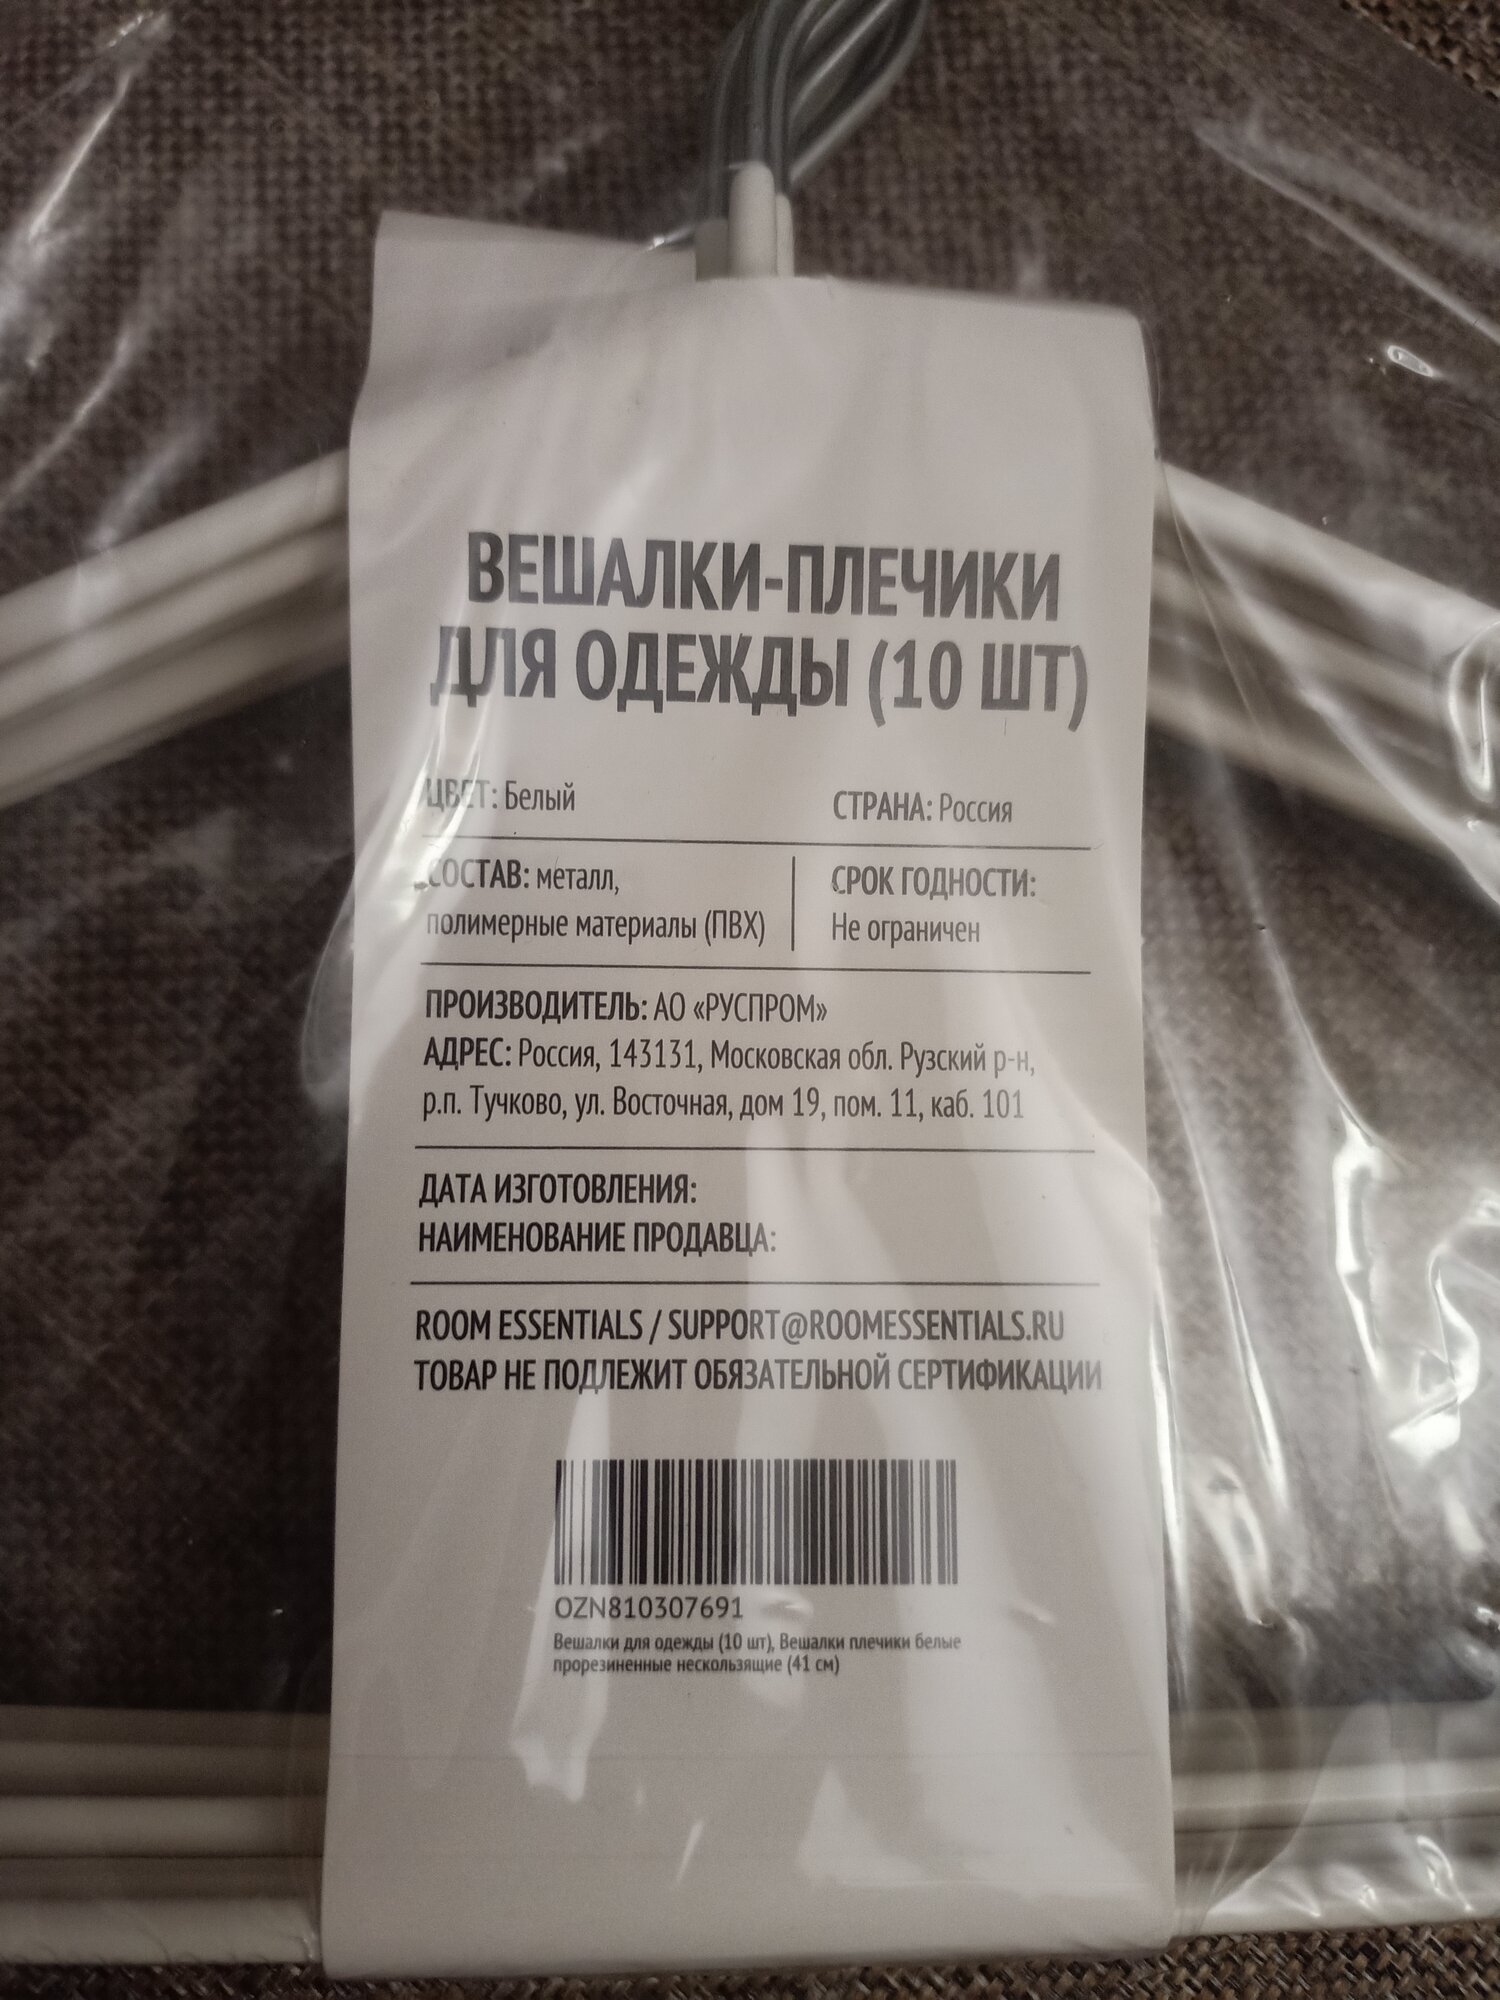 ВЕШАЛКИ-ПЛЕЧИКИ
ДЛЯ ОДЕЖДЫ (10 ШТ)
ЦВЕТ: Белый
СТРАНА: Россия
СОСТАВ: металл,
полимерные материалы (ПВХ)
СРОК ГОДНОСТИ:
Не ограничен
ПРОИЗВОДИТЕЛЬ: АО «РУСПРОМ»
АДРЕС: Россия, 143131, Московская обл. Рузский р-н,
р.п. Тучково, ул. Восточная, дом 19, пом. 11, каб. 101
ДАТА ИЗГОТОВЛЕНИЯ:
НАИМЕНОВАНИЕ ПРОДАВЦА:
ROOM ESSENTIALS / SUPPORT@ROOMESSENTIALS.RU
ТОВАР НЕ ПОДЛЕЖИТ ОБЯЗАТЕЛЬНОЙ СЕРТИФИКАЦИИ
OZN810307691
Вешалки для одежды (10 шт), Вешалки плечики белые
прорезиненные нескользящие (41 см)